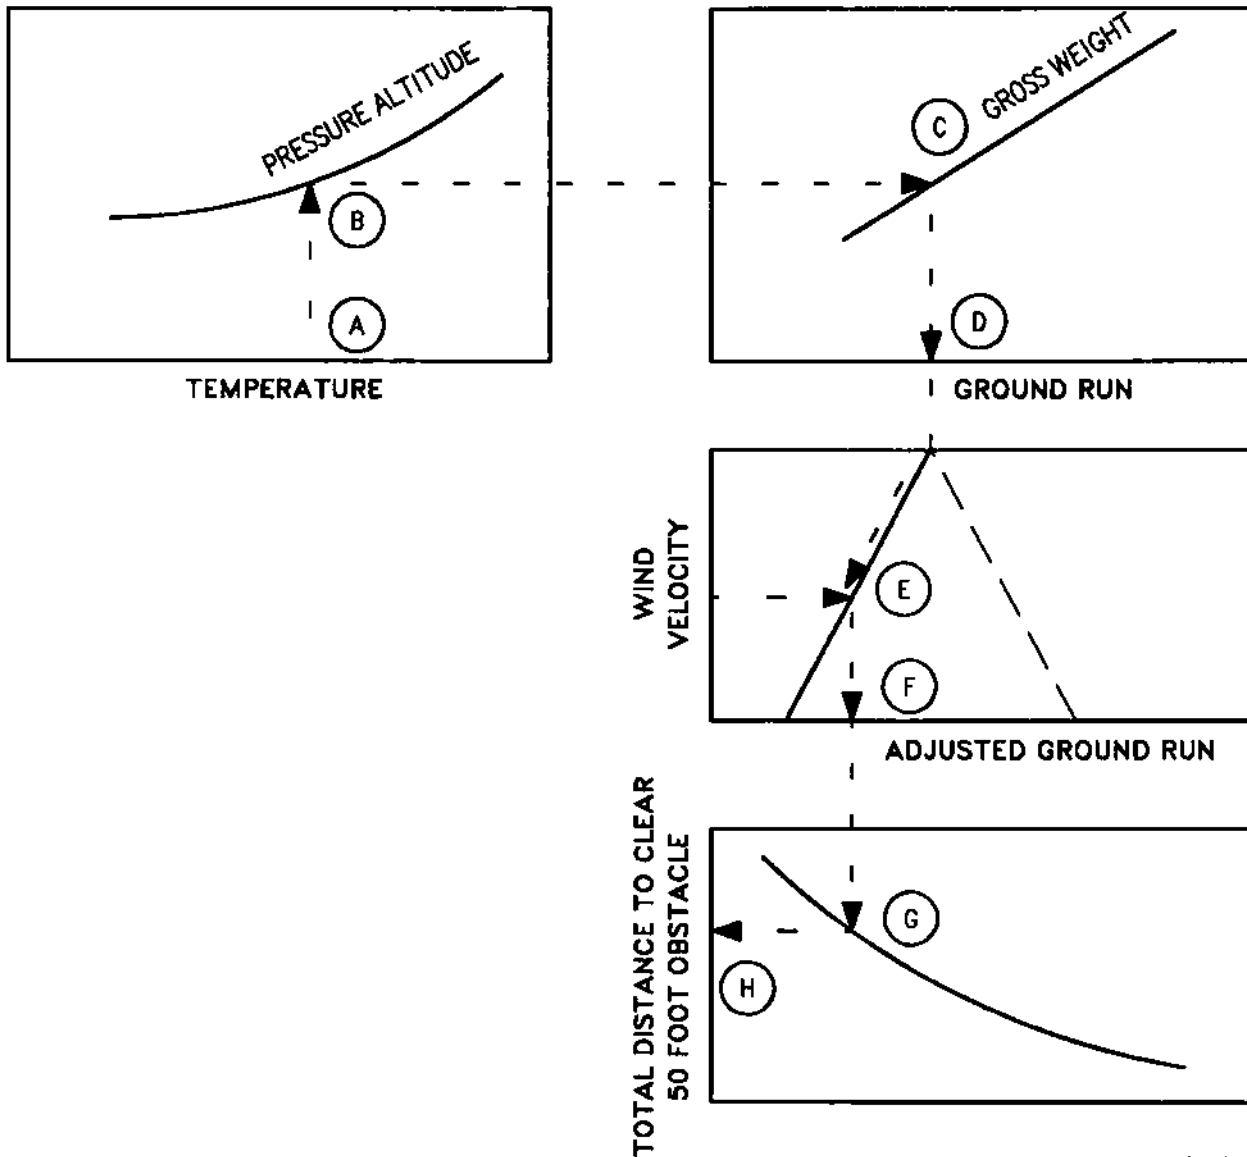 PRESSURE ALTITUDE
B
A
TEMPERATURE
GROSS WEIGHT
C
D
GROUND RUN
WIND
VELOCITY
E
F
ADJUSTED GROUND RUN
TOTAL DISTANCE TO CLEAR
50 FOOT OBSTACLE
G
H